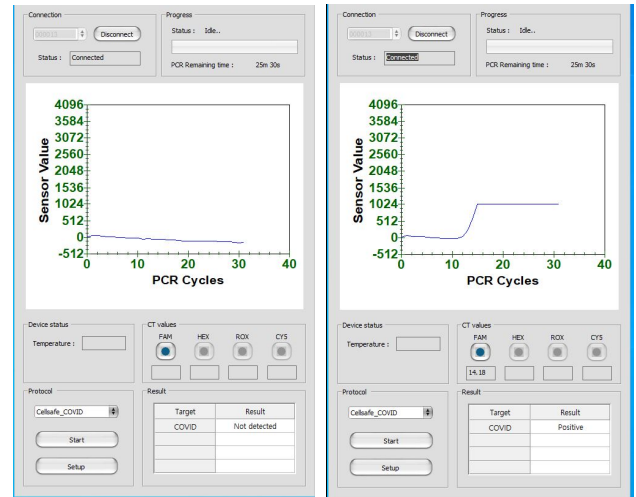 Connection
Disconnect
Status :
Connected
Progress
Status : Idle..
PCR Remaining time : 25m 30s
Sensor Value
4096
3584
3072
2560
2048
1536
1024
512
0
-512
0 10 20 30 40
PCR Cycles
Device status
Temperature :
CT values
FAM HEX ROX CY5
Protocol
Cellsafe_COVID
Start
Setup
Result
Target Result
COVID Not detected
Connection
Disconnect
Status :
Connected
Progress
Status : Idle..
PCR Remaining time : 25m 30s
Sensor Value
4096
3584
3072
2560
2048
1536
1024
512
0
-512
0 10 20 30 40
PCR Cycles
Device status
Temperature :
CT values
FAM HEX ROX CY5
14.18
Protocol
Cellsafe_COVID
Start
Setup
Result
Target Result
COVID Positive